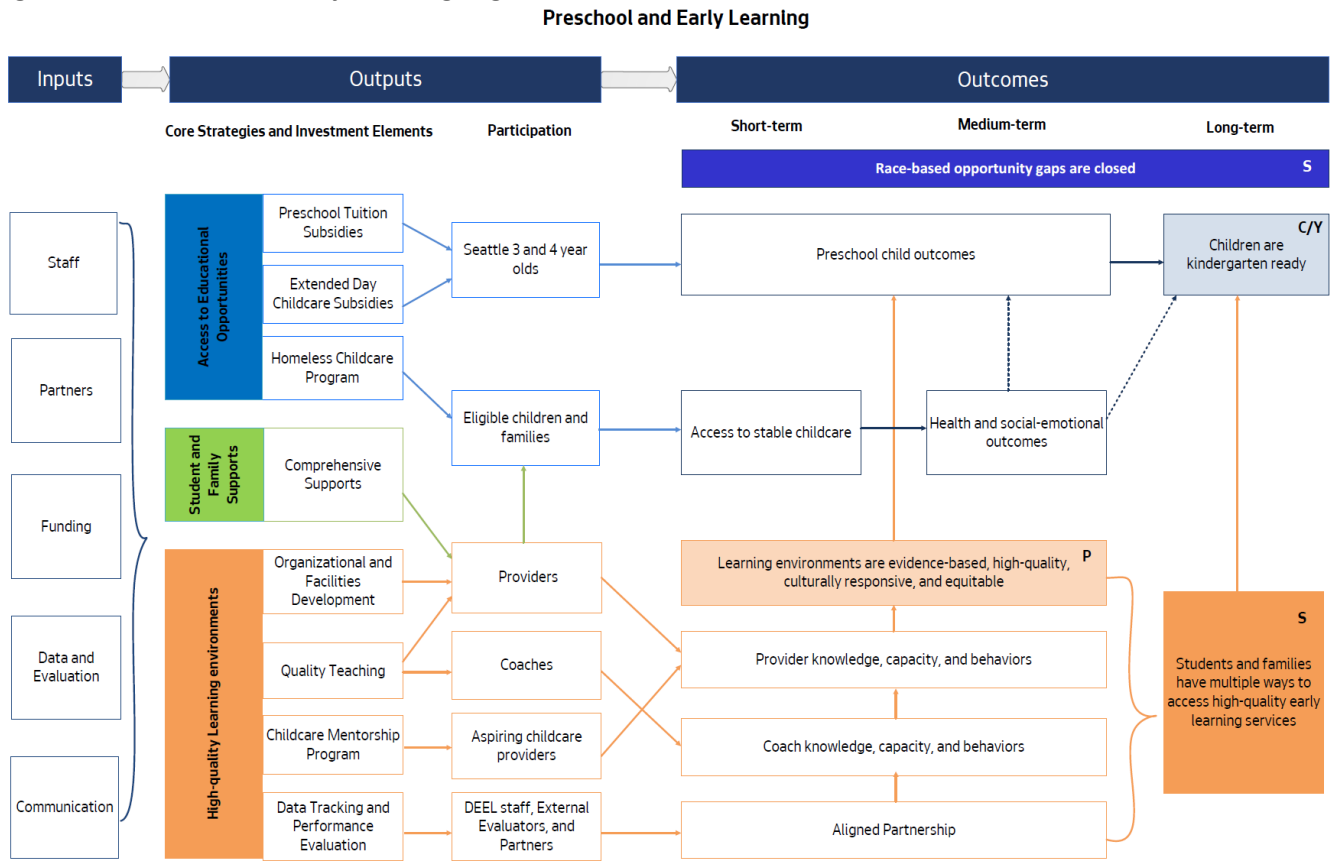 Preschool and Early Learning
Inputs
Outputs
Outcomes
Core Strategies and Investment Elements
Participation
Short-term
Medium-term
Long-term
Race-based opportunity gaps are closed
S
Staff
Partners
Funding
Data and
Evaluation
Communication
Access to Educational
Opportunities
Preschool Tuition
Subsidies
Extended Day
Childcare Subsidies
Homeless Childcare
Program
Student and
Family
Supports
Comprehensive
Supports
High-quality Learning environments
Organizational and
Facilities
Development
Quality Teaching
Childcare Mentorship
Program
Data Tracking and
Performance
Evaluation
Seattle 3 and 4 year
olds
Eligible children and
families
Providers
Coaches
Aspiring childcare
providers
DEEL staff, External
Evaluators, and
Partners
Preschool child outcomes
Access to stable childcare
Health and social-emotional
outcomes
Learning environments are evidence-based, high-quality,
culturally responsive, and equitable
P
Provider knowledge, capacity, and behaviors
Coach knowledge, capacity, and behaviors
Aligned Partnership
C/Y
Children are
kindergarten ready
S
Students and families
have multiple ways to
access high-quality early
learning services